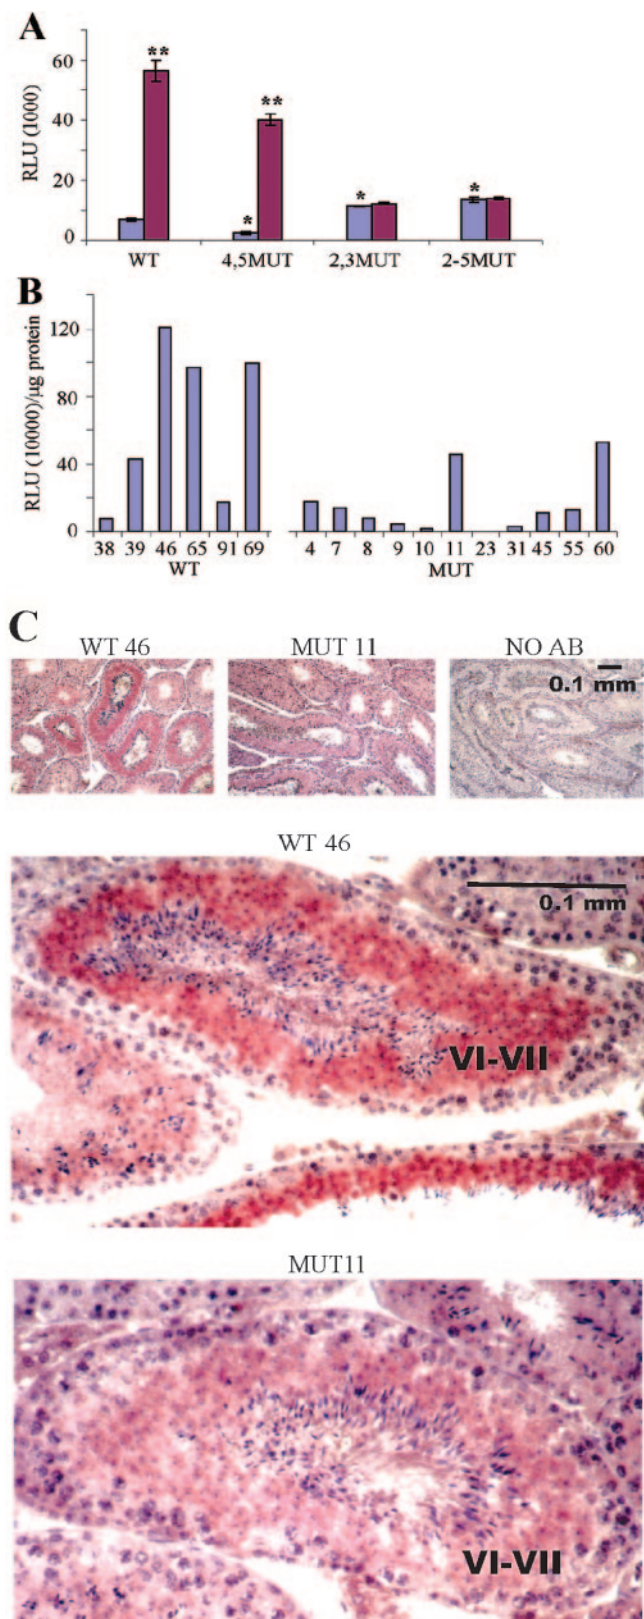 A
RLU (1000)
60
40
20
0
**
*
**
*
*
WT
4,5MUT
2,3MUT
2-5MUT
B
RLU (10000)/µg protein
120
80
40
0
38 39 46 65 91 69
4 7 8 9 10 11 23 31 45 55 60
WT
MUT
C
WT 46
MUT 11
NO AB
0.1 mm
WT 46
0.1 mm
VI-VII
MUT11
VI-VII